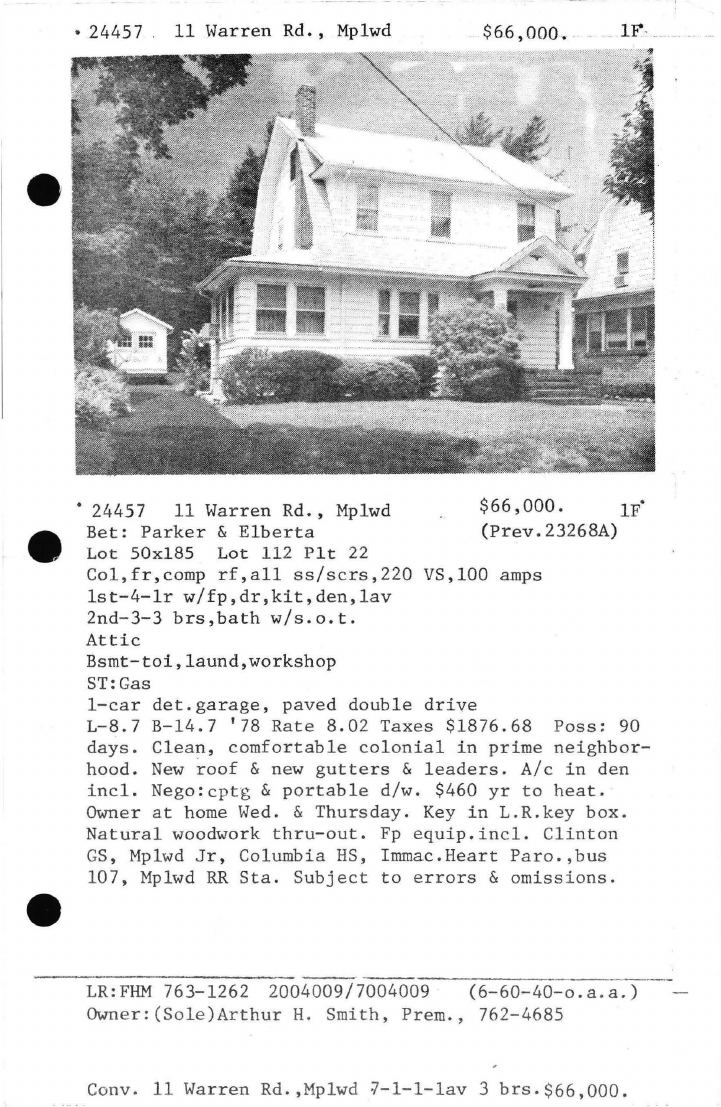 24457 11 Warren Rd., Mplwd $66,000. 1F
24457 11 Warren Rd., Mplwd $66,000. 1F
Bet: Parker & Elberta (Prev.23268A)
Lot 50x185 Lot 112 Plt 22
Col,fr,comp rf,all ss/scrs,220 VS,100 amps
1st-4-lr w/fp,dr,kit,den,lav
2nd-3-3 brs,bath w/s.o.t.
Attic
Bsmt-toi,laund,workshop
ST:Gas
1-car det.garage, paved double drive
L-8.7 B-14.7 '78 Rate 8.02 Taxes $1876.68 Poss: 90
days. Clean, comfortable colonial in prime neighbor-
hood. New roof & new gutters & leaders. A/c in den
incl. Nego:cptg & portable d/w. $460 yr to heat.
Owner at home Wed. & Thursday. Key in L.R.key box.
Natural woodwork thru-out. Fp equip.incl. Clinton
GS, Mplwd Jr, Columbia HS, Immac.Heart Paro.,bus
107, Mplwd RR Sta. Subject to errors & omissions.
LR:FHM 763-1262 2004009/7004009 (6-60-40-o.a.a.)
Owner:(Sole)Arthur H. Smith, Prem., 762-4685
Conv. 11 Warren Rd.,Mplwd 7-1-1-lav 3 brs.$66,000.